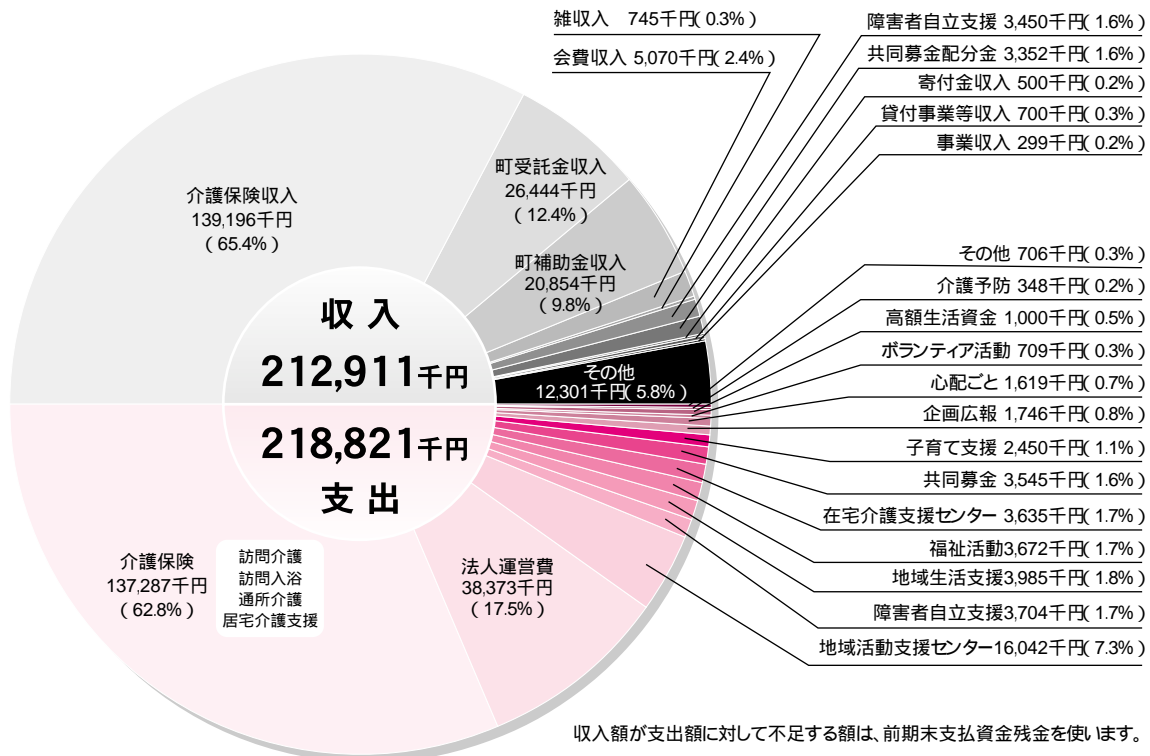 雑収入 745千円(0.3%)
会費収入 5,070千円(2.4%)
障害者自立支援 3,450千円(1.6%)
共同募金配分金 3,352千円(1.6%)
寄付金収入 500千円(0.2%)
貸付事業等収入 700千円(0.3%)
事業収入 299千円(0.2%)
町受託金収入
26,444千円
(12.4%)
介護保険収入
139,196千円
(65.4%)
町補助金収入
20,854千円
(9.8%)
収入
212,911千円
その他
12,301千円(5.8%)
218,821千円
支出
その他 706千円(0.3%)
介護予防 348千円(0.2%)
高額生活資金 1,000千円(0.5%)
ボランティア活動 709千円(0.3%)
心配ごと 1,619千円(0.7%)
企画広報 1,746千円(0.8%)
子育て支援 2,450千円(1.1%)
共同募金 3,545千円(1.6%)
在宅介護支援センター 3,635千円(1.7%)
福祉活動3,672千円(1.7%)
地域生活支援3,985千円(1.8%)
障害者自立支援3,704千円(1.7%)
地域活動支援センター16,042千円(7.3%)
介護保険
137,287千円
(62.8%)
訪問介護
訪問入浴
通所介護
居宅介護支援
法人運営費
38,373千円
(17.5%)
収入額が支出額に対して不足する額は、前期末支払資金残金を使います。